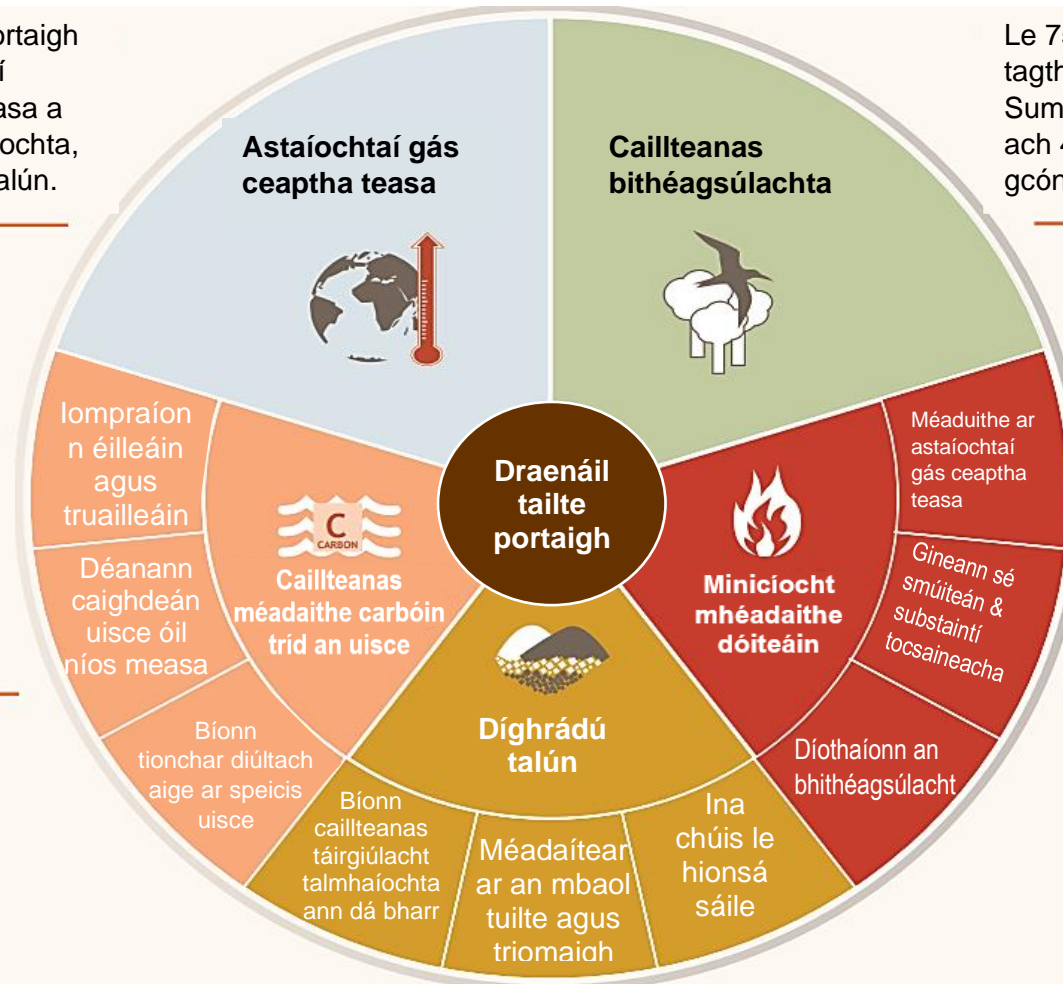 ortaigh
í
asa a
ochta,
alún.
Le 7
tagth
Sum
ach 4
gcón
Astaíochtaí gás
ceaptha teasa
Caillteanas
bithéagsúlachta
Draenáil
tailte
portaigh
Iompraíon
n éilleáin
agus
truailleáin
Déanann
caighdeán
uisce óil
níos measa
Bíonn
tionchar diúltach
aige ar speicis
uisce
C
CARBON
Caillteanas
méadaithe carbóin
tríd an uisce
Minicíocht
mhéadaithe
dóiteáin
Méaduithe ar
astaíochtaí
gás ceaptha
teasa
Gineann sé
smúiteán &
substaintí
tocsaineacha
Díothaíonn an
bhithéagsúlacht
Díghrádú
talún
Bíonn
caillteanas
táirgiúlacht
talmhaíochta
ann dá bharr
Méadaítear
ar an mbaol
tuilte agus
triomaigh
Ina
chúis le
hionsá
sáile